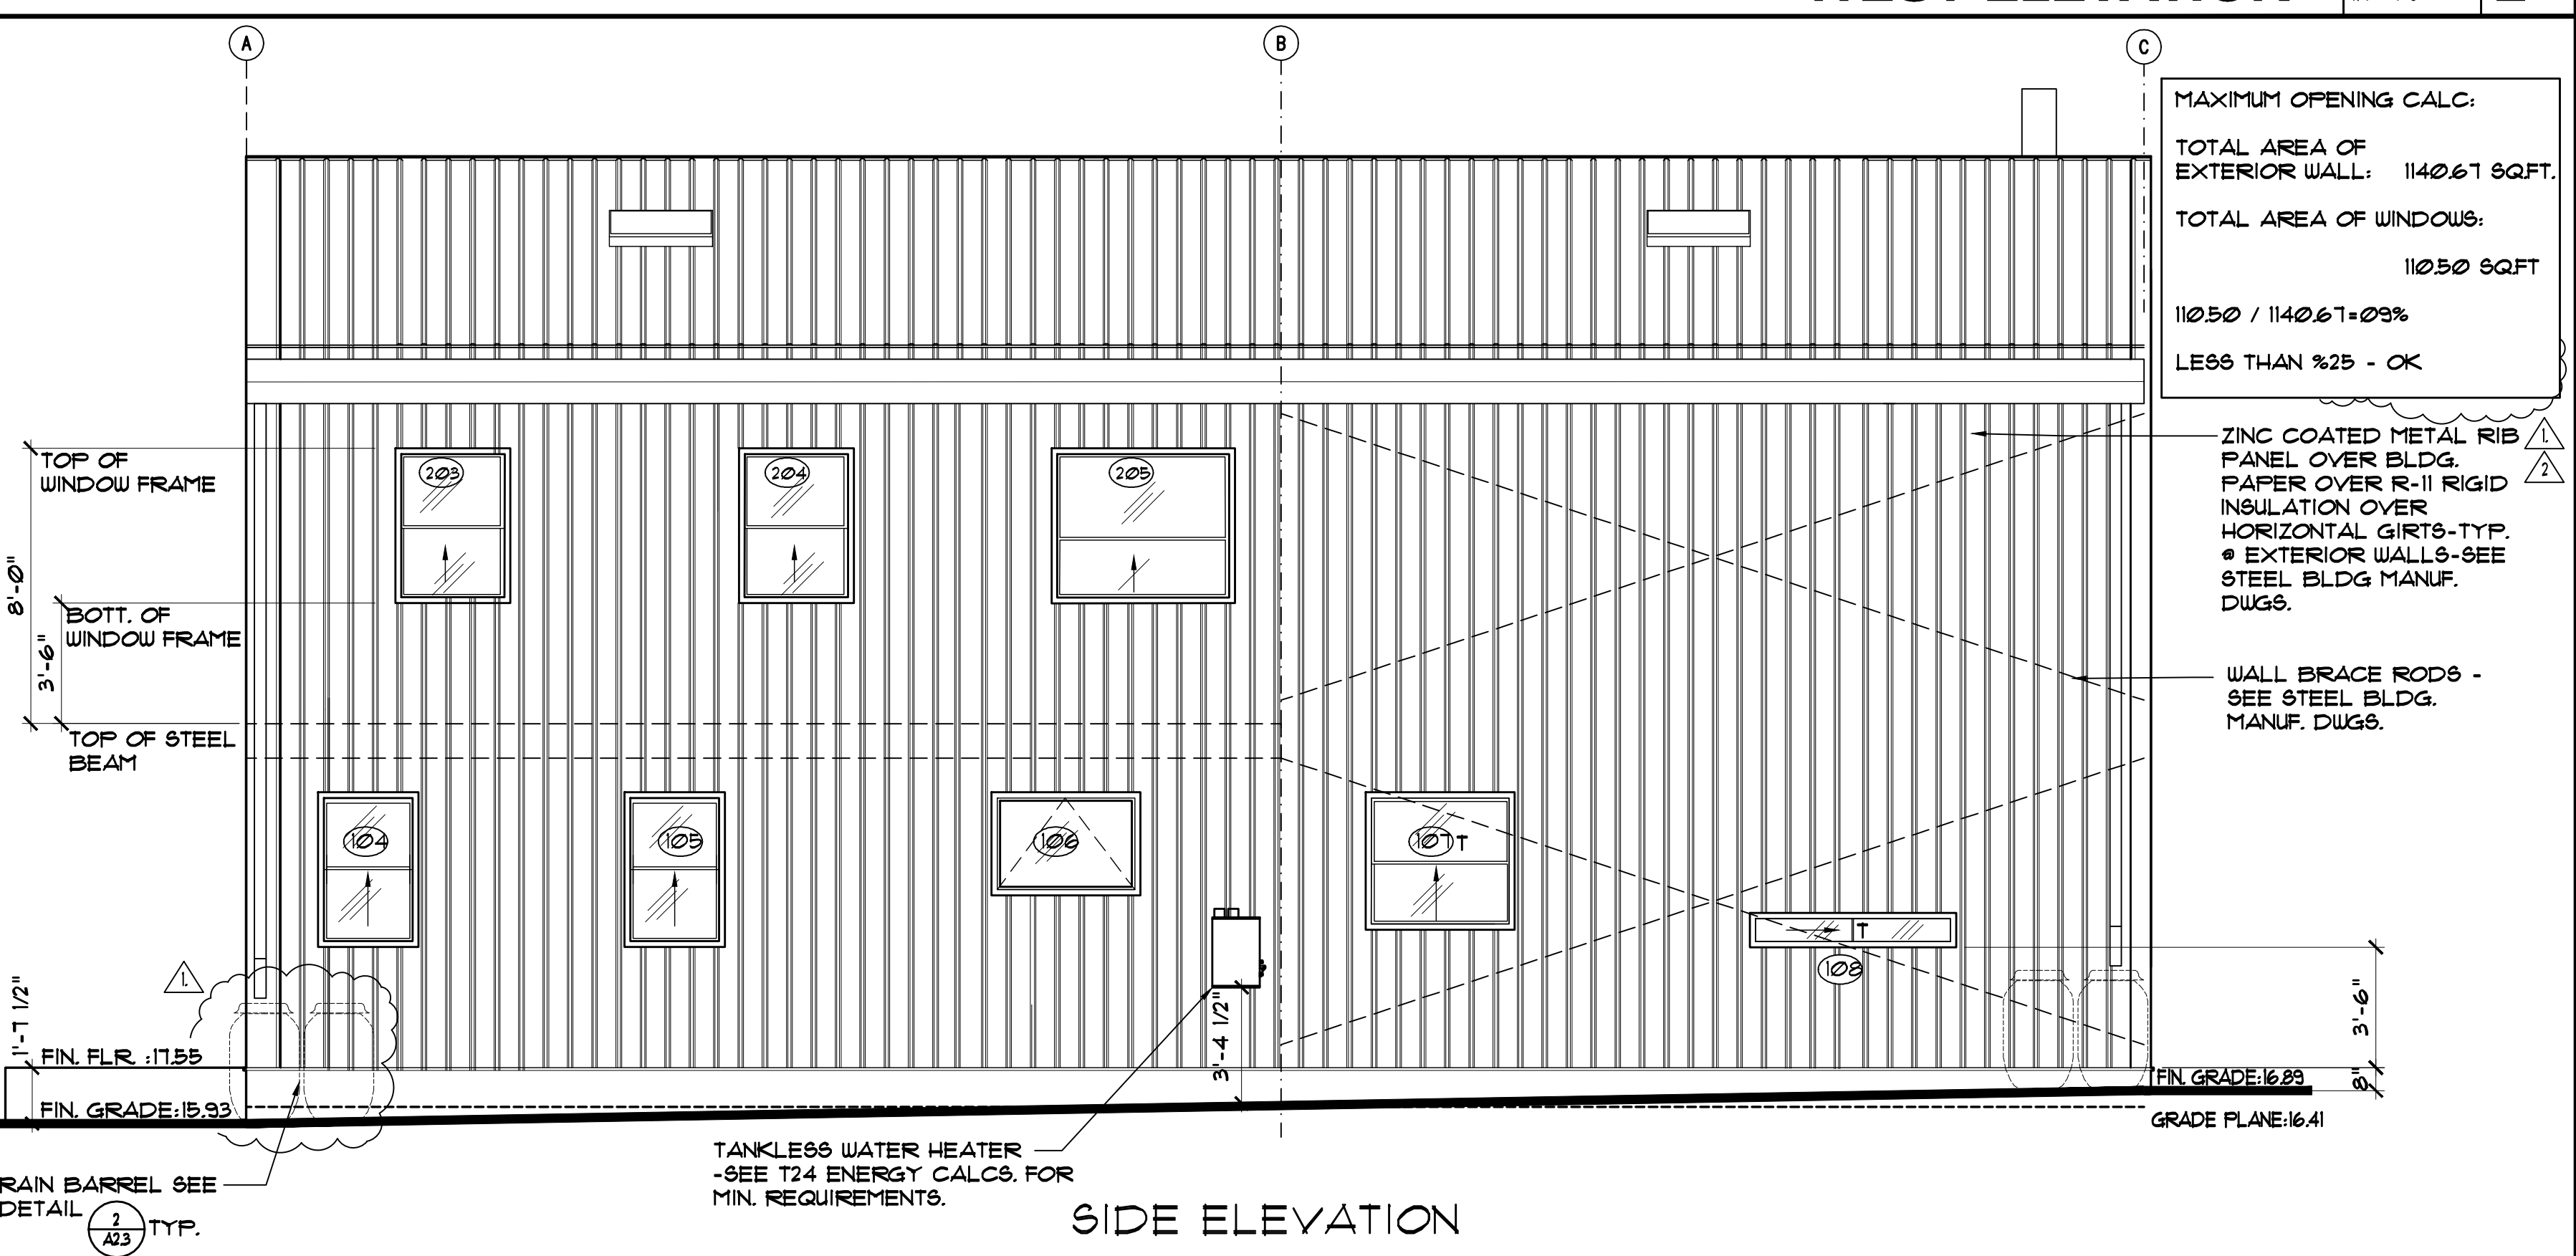 A
B
C
MAXIMUM OPENING CALC:
TOTAL AREA OF
EXTERIOR WALL: 1140.67 SQ.FT.
TOTAL AREA OF WINDOWS:
110.50 SQ.FT
110.50 / 1140.67=09%
LESS THAN %25 - OK
ZINC COATED METAL RIB
PANEL OVER BLDG.
PAPER OVER R-11 RIGID
INSULATION OVER
HORIZONTAL GIRTS-TYP.
@ EXTERIOR WALLS-SEE
STEEL BLDG MANUF.
DWGS.
1.
2
WALL BRACE RODS -
SEE STEEL BLDG.
MANUF. DWGS.
TOP OF
WINDOW FRAME
8'-0"
BOTT. OF
WINDOW FRAME
3'-6"
TOP OF STEEL
BEAM
203
204
205
104
105
106
107 T
T
108
1.
1'-7 1/2"
FIN. FLR :17.55
FIN. GRADE:15.93
3'-4 1/2"
3'-6"
8"
FIN. GRADE:16.89
GRADE PLANE:16.41
RAIN BARREL SEE
DETAIL
2
A2.3
TYP.
TANKLESS WATER HEATER
-SEE T24 ENERGY CALCS. FOR
MIN. REQUIREMENTS.
SIDE ELEVATION